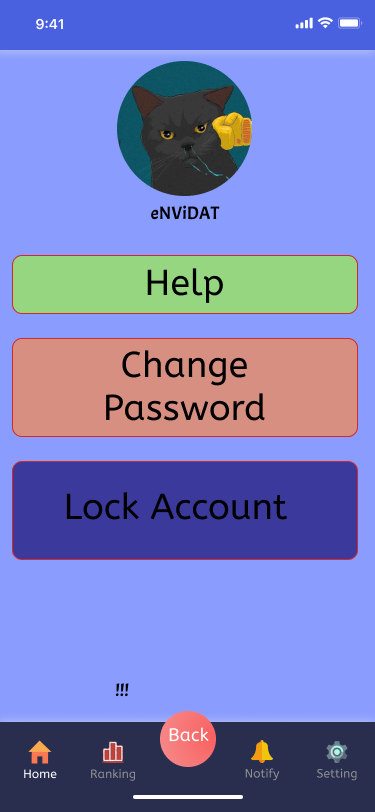 9:41
eNViDAT
Help
Change
Password
Lock Account
!!!
Back
Home
Ranking
Notify
Setting